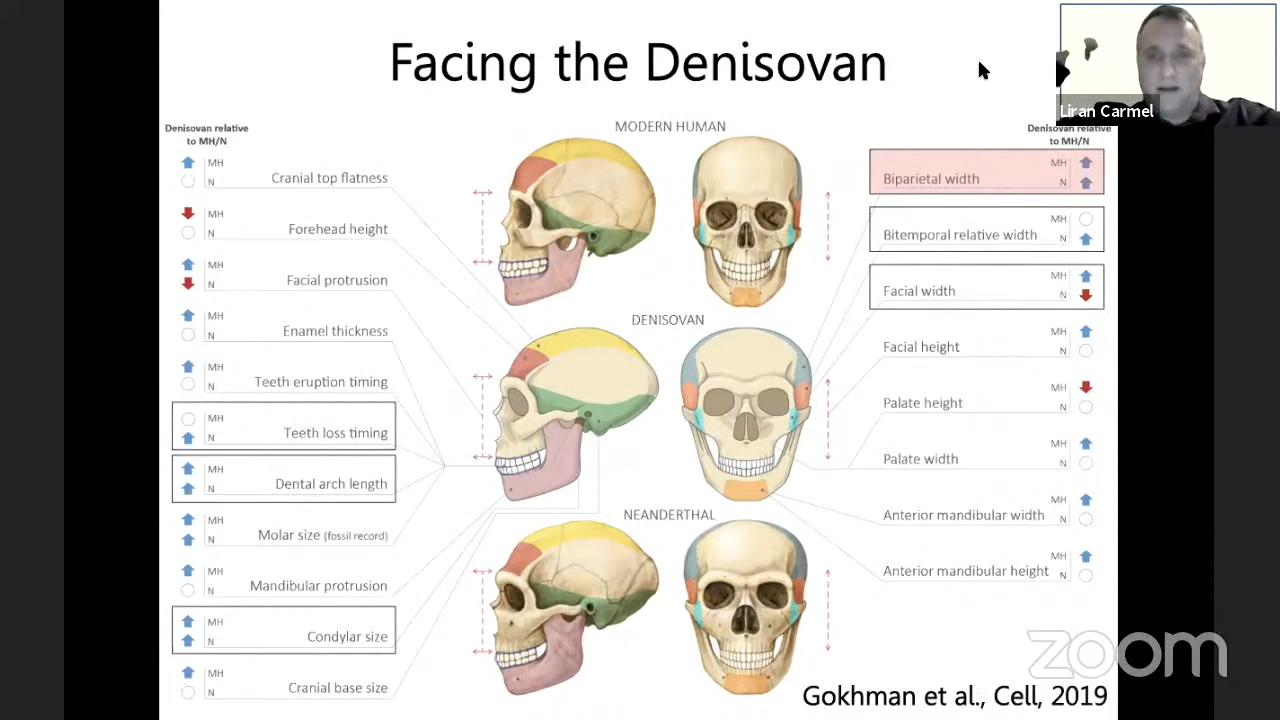 Facing the Denisovan
Liran Carmel
Denisovan relative
to MH/N
MH
N
Cranial top flatness
MH
N
Forehead height
MH
N
Facial protrusion
MH
N
Enamel thickness
MH
N
Teeth eruption timing
MH
N
Teeth loss timing
MH
N
Dental arch length
MH
N
Molar size (fossil record)
MH
N
Mandibular protrusion
MH
N
Condylar size
MH
N
Cranial base size
MODERN HUMAN
DENISOVAN
NEANDERTHAL
Denisovan relative
to MH/N
MH
N
Biparietal width
MH
N
Bitemporal relative width
MH
N
Facial width
MH
N
Facial height
MH
N
Palate height
MH
N
Palate width
MH
N
Anterior mandibular width
MH
N
Anterior mandibular height
zoom
Gokhman et al., Cell, 2019